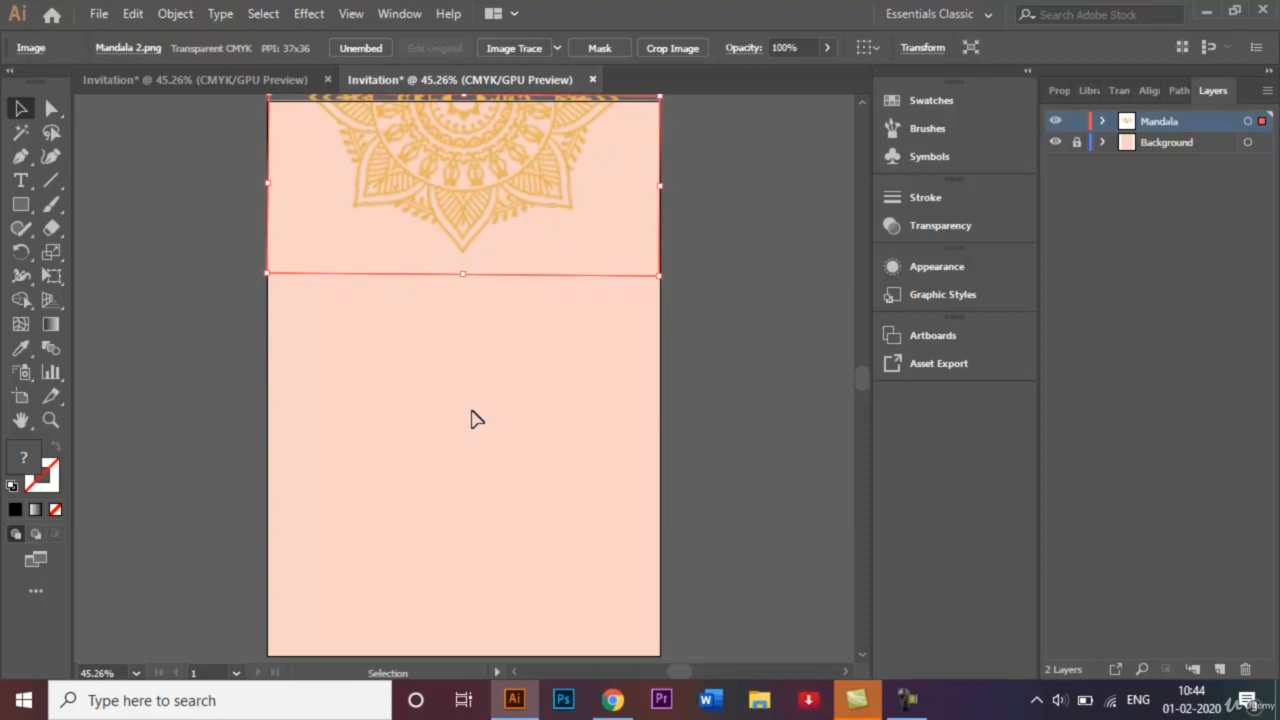 Ai File Edit Object Type Select Effect View Window Help Essentials Classic Search Adobe Stock
Image Mandala 2.png Transparent CMYK PPI: 37x36 Unembed Edit Original Image Trace Mask Crop Image Opacity: 100% Transform
Invitation* @ 45.26% (CMYK/GPU Preview) × Invitation* @ 45.26% (CMYK/GPU Preview) ×
Swatches
Brushes
Symbols
Stroke
Transparency
Appearance
Graphic Styles
Artboards
Asset Export
Prop Libra Tran Align Path Layers
Mandala
Background
?
2 Layers
45.26% 1 Selection
Type here to search
Ai Ps Pr W ENG
10:44
01-02-2020
Udemy